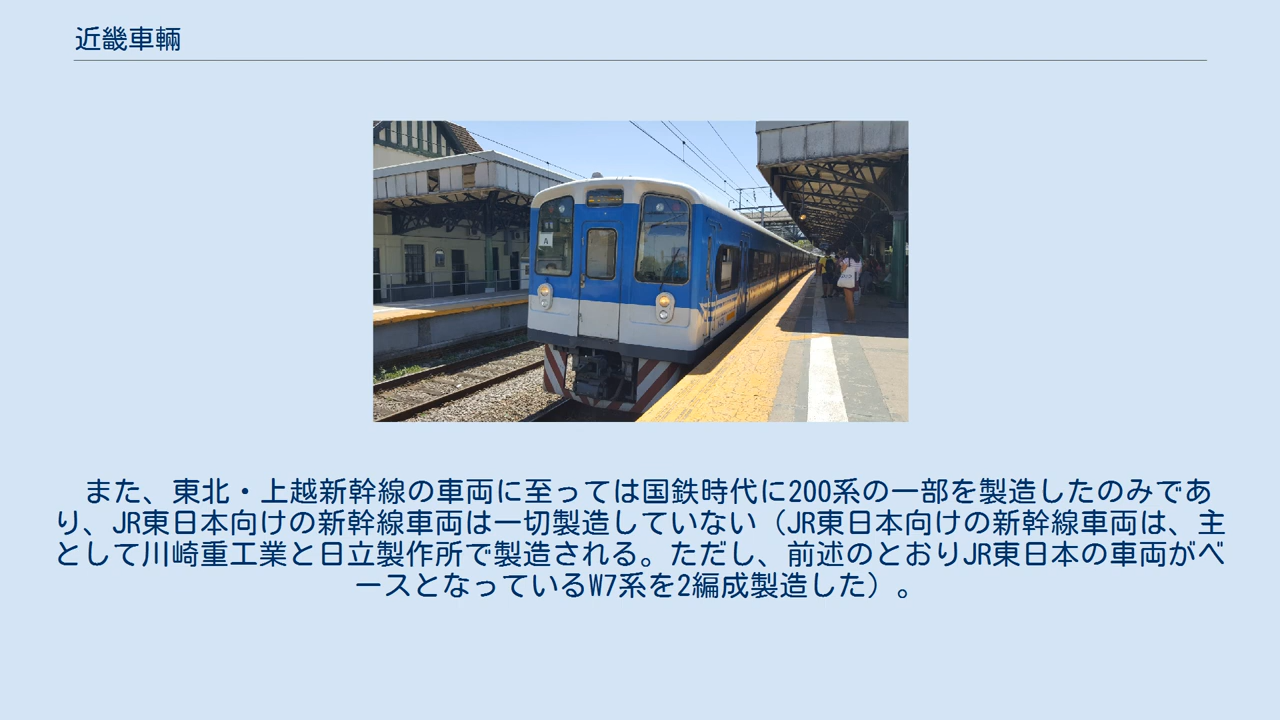 近畿車輛
A
また、東北・上越新幹線の車両に至っては国鉄時代に200系の一部を製造したのみであ
り、JR東日本向けの新幹線車両は一切製造していない（JR東日本向けの新幹線車両は、主
として川崎重工業と日立製作所で製造される。ただし、前述のとおりJR東日本の車両がベ
ースとなっているW7系を2編成製造した）。